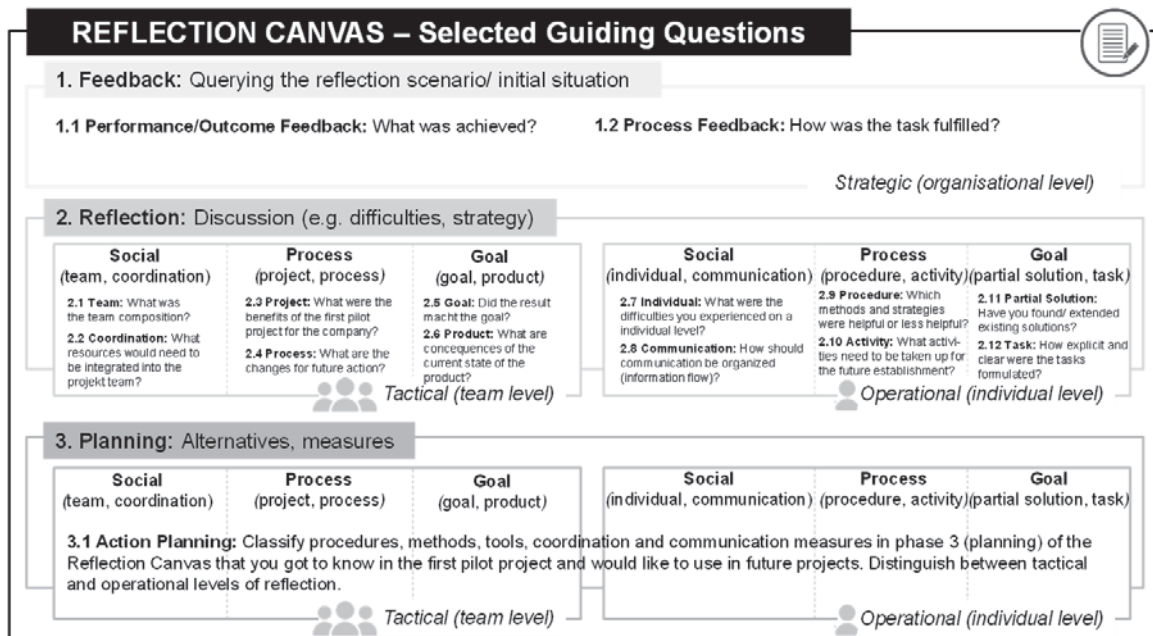 REFLECTION CANVAS – Selected Guiding Questions
1. Feedback: Querying the reflection scenario/ initial situation
1.1 Performance/Outcome Feedback: What was achieved?
1.2 Process Feedback: How was the task fulfilled?
Strategic (organisational level)
2. Reflection: Discussion (e.g. difficulties, strategy)
Social
(team, coordination)
2.1 Team: What was
the team composition?
2.2 Coordination: What
resources would need to
be integrated into the
projekt team?
Process
(project, process)
2.3 Project: What were the
benefits of the first pilot
project for the company?
2.4 Process: What are the
changes for future action?
Goal
(goal, product)
2.5 Goal: Did the result
macht the goal?
2.6 Product: What are
concequences of the
current state of the
product?
Tactical (team level)
Social
(individual, communication)
2.7 Individual: What were the
difficulties you experienced on a
individual level?
2.8 Communication: How should
communication be organized
(information flow)?
Process
(procedure, activity)
2.9 Procedure: Which
methods and strategies
were helpful or less helpful?
2.10 Activity: What activi-
ties need to be taken up for
the future establishment?
Goal
(partial solution, task)
2.11 Partial Solution:
Have you found/ extended
existing solutions?
2.12 Task: How explicit and
clear were the tasks
formulated?
Operational (individual level)
3. Planning: Alternatives, measures
Social
(team, coordination)
Process
(project, process)
Goal
(goal, product)
Social
(individual, communication)
Process
(procedure, activity)
Goal
(partial solution, task)
3.1 Action Planning: Classify procedures, methods, tools, coordination and communication measures in phase 3 (planning) of the
Reflection Canvas that you got to know in the first pilot project and would like to use in future projects. Distinguish between tactical
and operational levels of reflection.
Tactical (team level)
Operational (individual level)